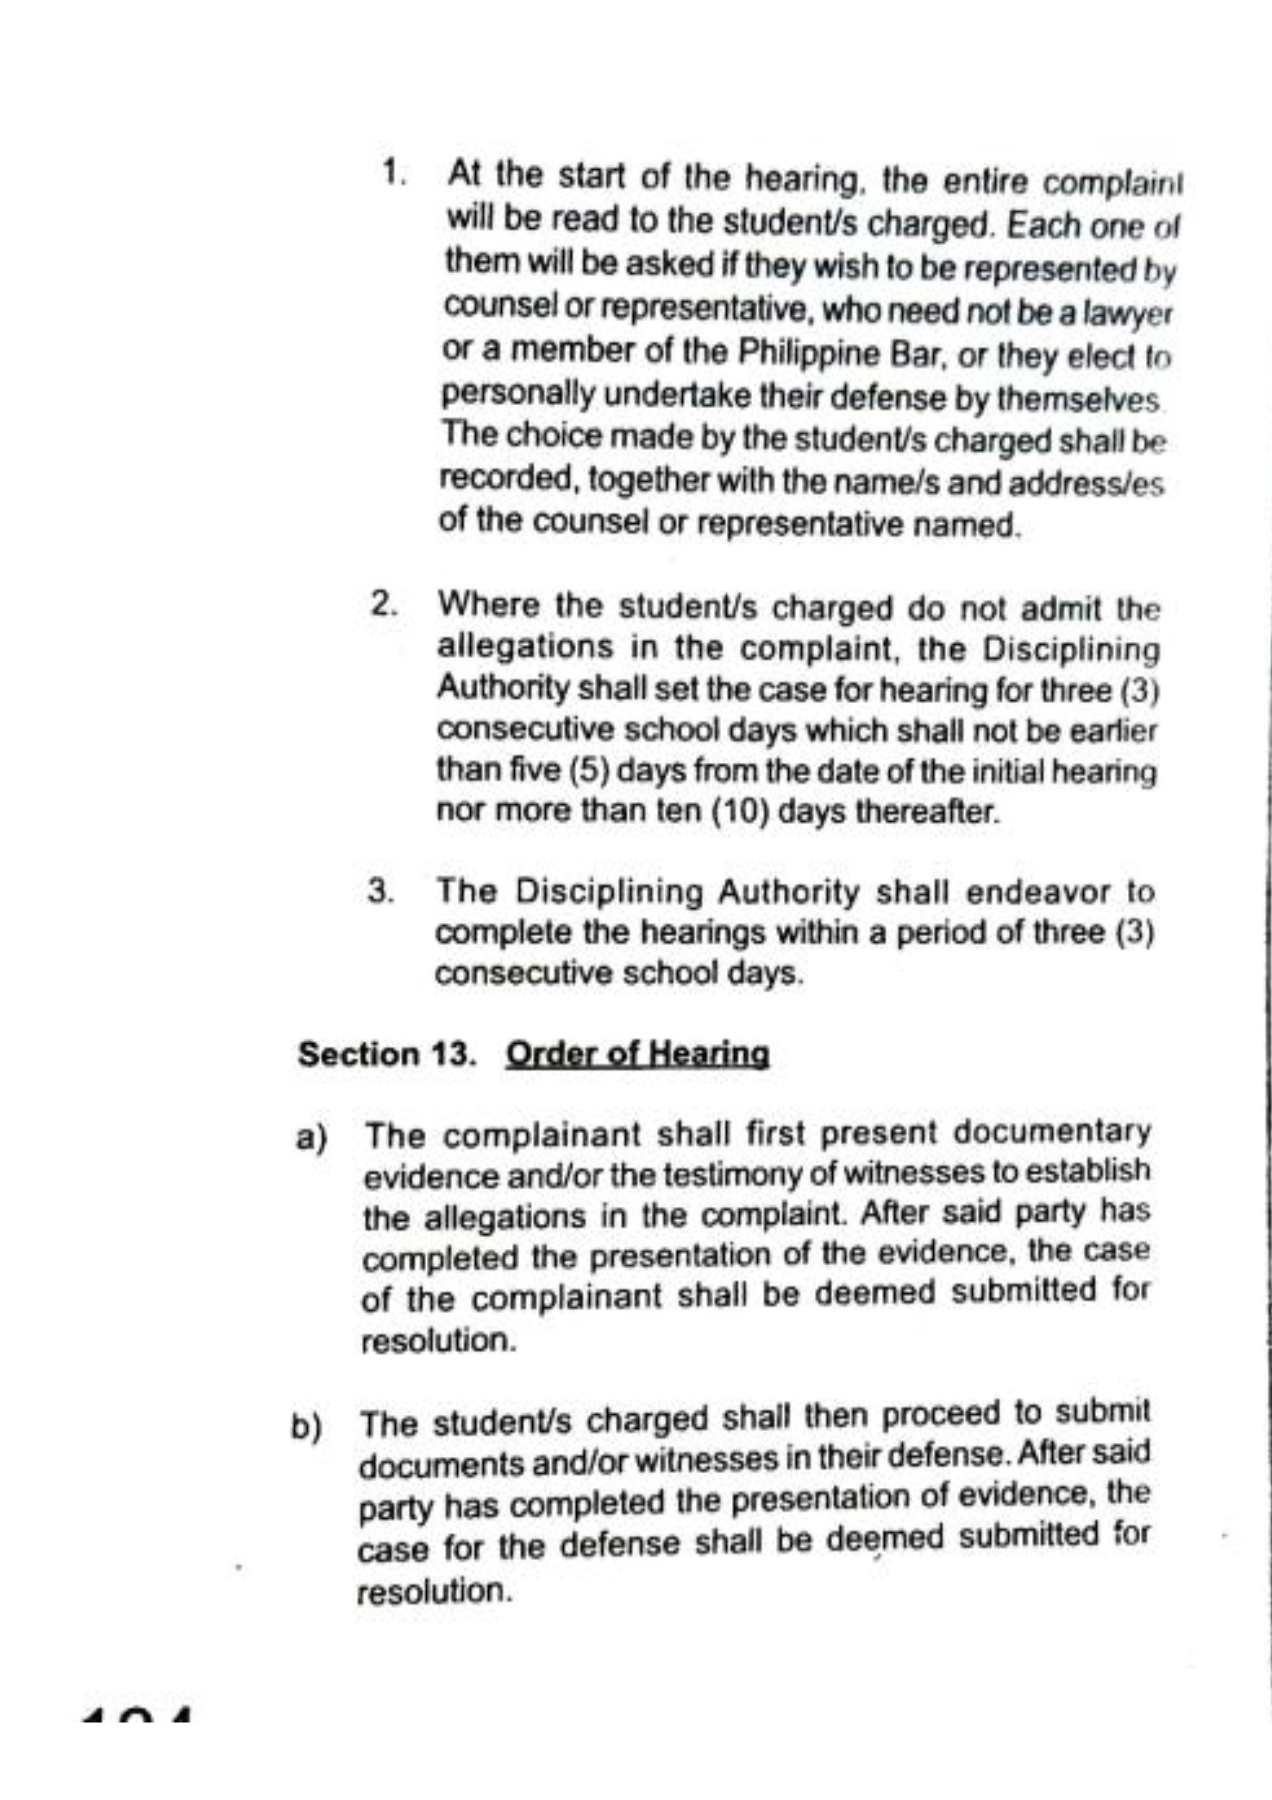 1. At the start of the hearing, the entire complaint
will be read to the student/s charged. Each one of
them will be asked if they wish to be represented by
counsel or representative, who need not be a lawyer
or a member of the Philippine Bar, or they elect to
personally undertake their defense by themselves.
The choice made by the student/s charged shall be
recorded, together with the name/s and address/es
of the counsel or representative named.
2. Where the student/s charged do not admit the
allegations in the complaint, the Disciplining
Authority shall set the case for hearing for three (3)
consecutive school days which shall not be earlier
than five (5) days from the date of the initial hearing
nor more than ten (10) days thereafter.
3. The Disciplining Authority shall endeavor to
complete the hearings within a period of three (3)
consecutive school days.
Section 13. Order of Hearing
a) The complainant shall first present documentary
evidence and/or the testimony of witnesses to establish
the allegations in the complaint. After said party has
completed the presentation of the evidence, the case
of the complainant shall be deemed submitted for
resolution.
b) The student/s charged shall then proceed to submit
documents and/or witnesses in their defense. After said
party has completed the presentation of evidence, the
case for the defense shall be deemed submitted for
resolution.